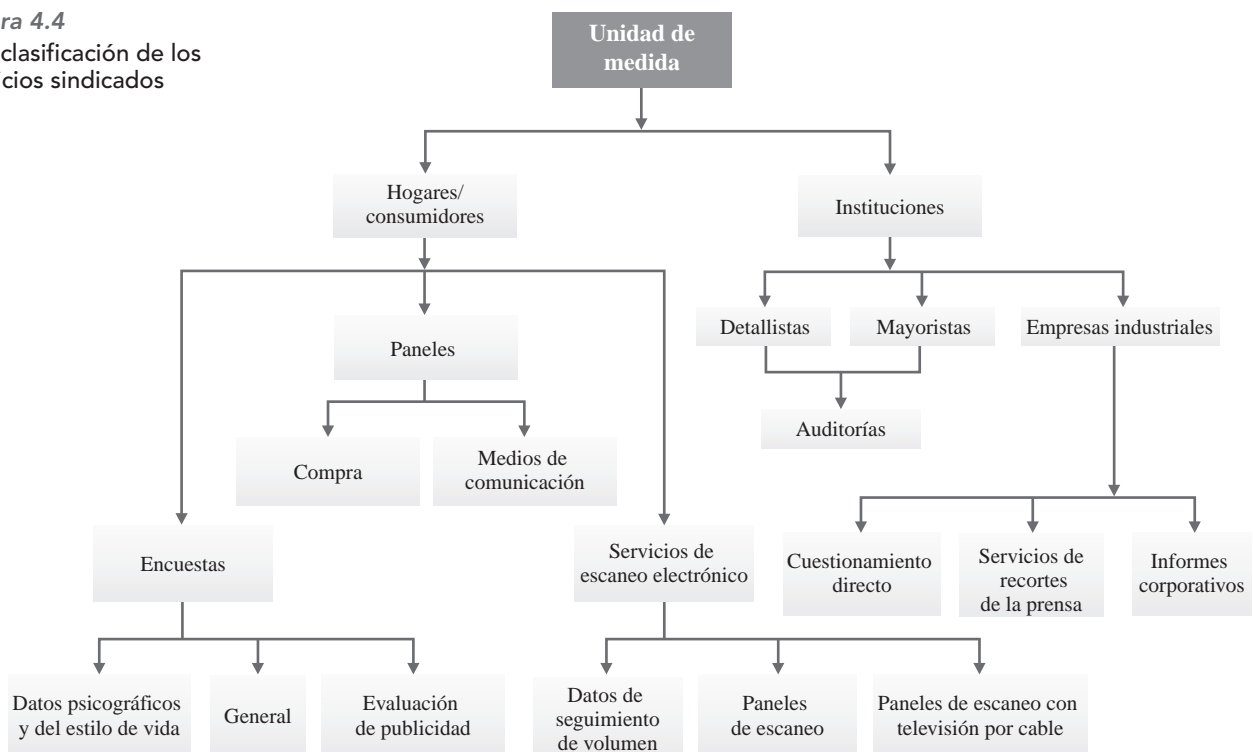 ra 4.4
clasificación de los
icios sindicados
Unidad de
medida
Hogares/
consumidores
Instituciones
Paneles
Detallistas
Mayoristas
Empresas industriales
Auditorías
Compra
Medios de
comunicación
Encuestas
Servicios de
escaneo electrónico
Cuestionamiento
directo
Servicios de
recortes
de la prensa
Informes
corporativos
Datos psicográficos
y del estilo de vida
General
Evaluación
de publicidad
Datos de
seguimiento
de volumen
Paneles
de escaneo
Paneles de escaneo con
televisión por cable